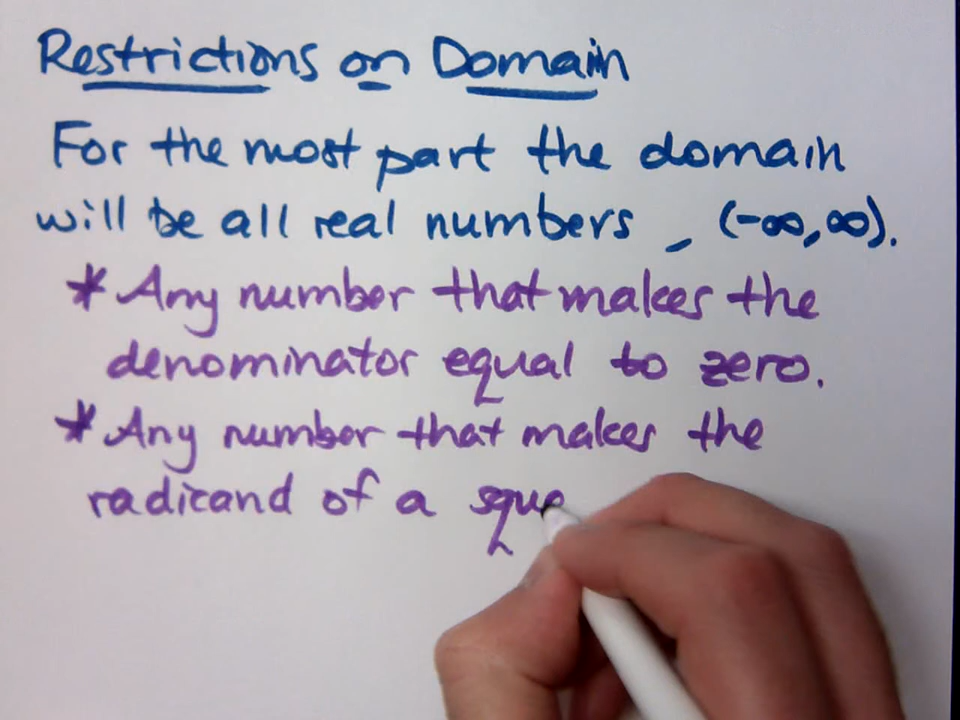 Restrictions on Domain
For the most part the domain
will be all real numbers, (-∞,∞).
* Any number that makes the
denominator equal to zero.
* Any number that makes the
radicand of a squa